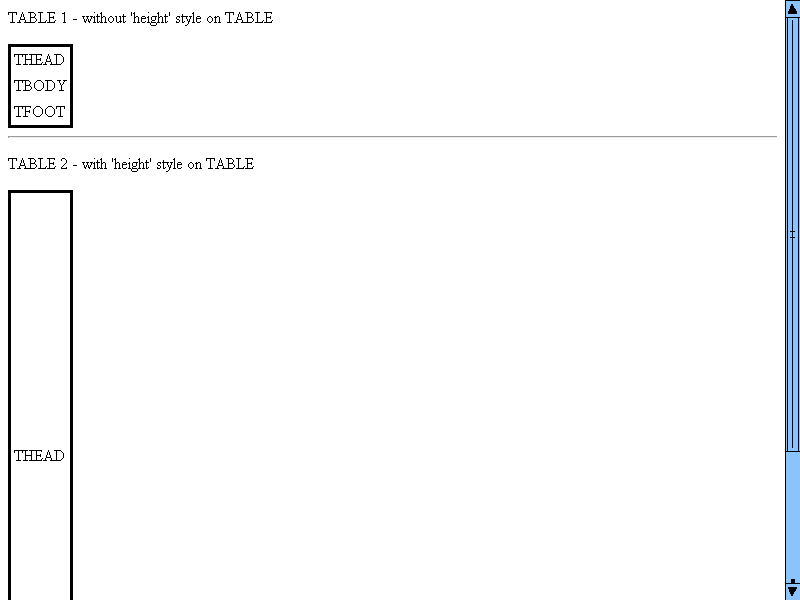 TABLE 1 - without 'height' style on TABLE
THEAD
TBODY
TFOOT
TABLE 2 - with 'height' style on TABLE
THEAD